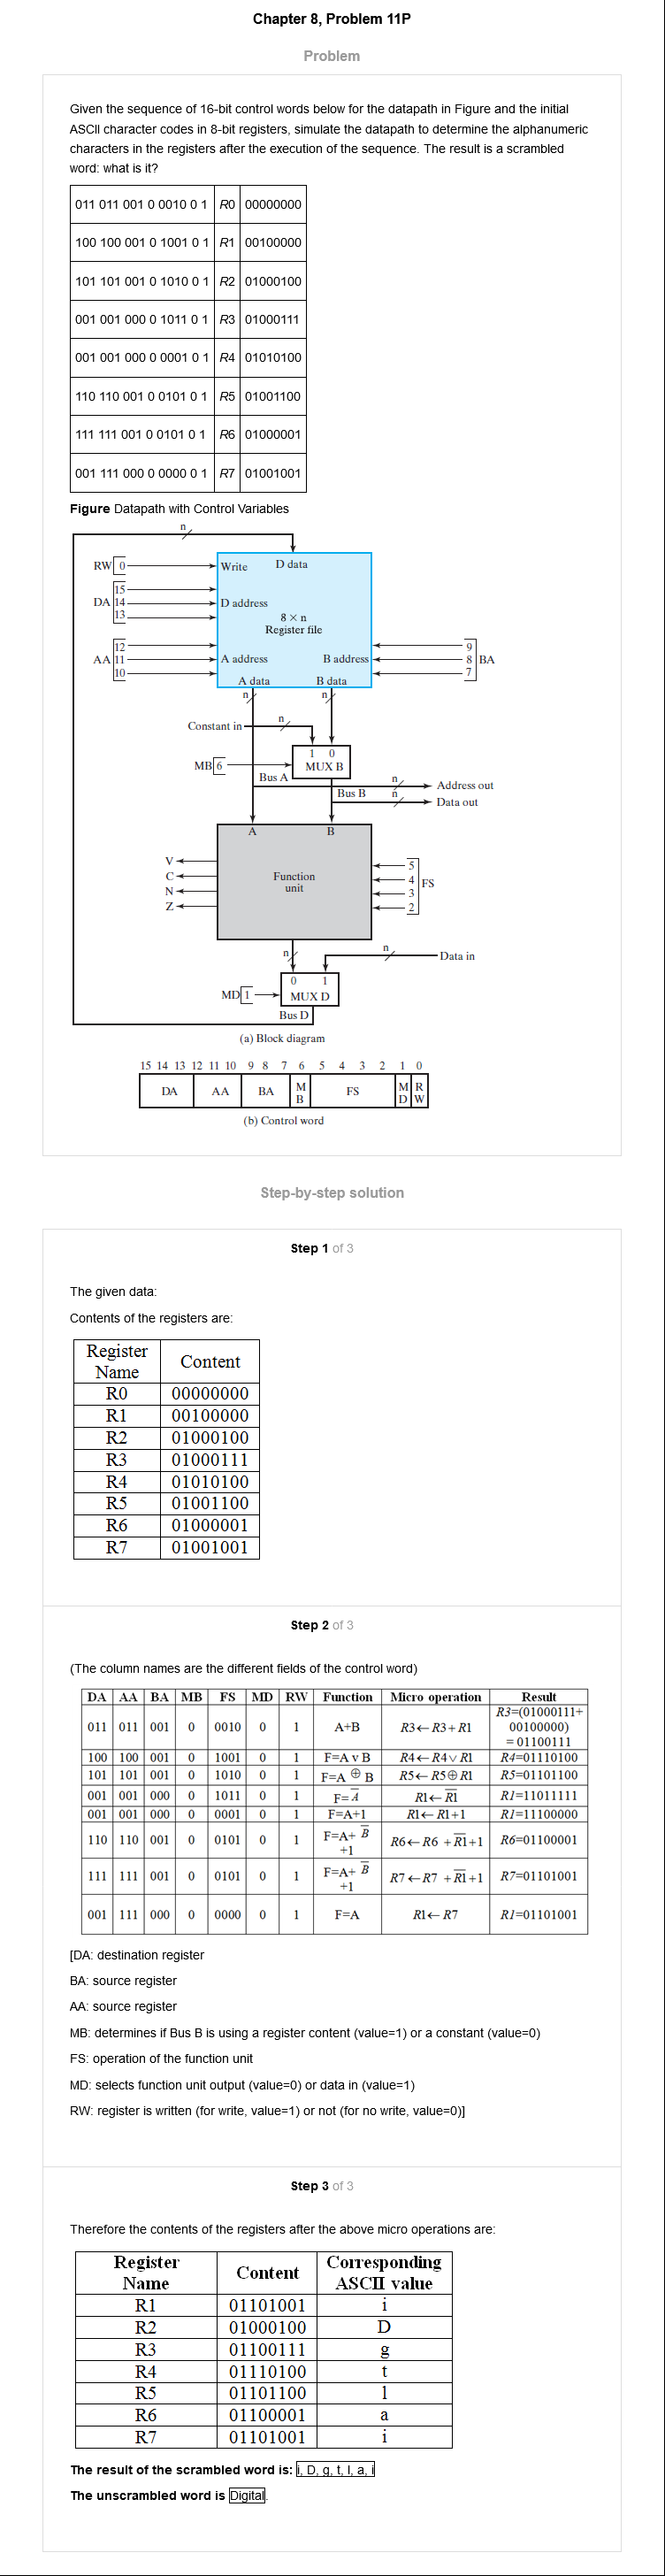 Chapter 8, Problem 11P
Problem
Given the sequence of 16-bit control words below for the datapath in Figure and the initial
ASCII character codes in 8-bit registers, simulate the datapath to determine the alphanumeric
characters in the registers after the execution of the sequence. The result is a scrambled
word: what is it?
011 011 001 0 0010 0 1 R0 00000000
100 100 001 0 1001 0 1 R1 00100000
101 101 001 0 1010 0 1 R2 01000100
001 001 000 0 1011 0 1 R3 01000111
001 001 000 0 0001 0 1 R4 01010100
110 110 001 0 0101 0 1 R5 01001100
111 111 001 0 0101 0 1 R6 01000001
001 111 000 0 0000 0 1 R7 01001001
Figure Datapath with Control Variables
n
RW 0 Write D data
15
DA 14 D address
13
8 × n
Register file
12 9
AA 11 A address B address 8 BA
10 7
A data B data
n n
Constant in n
1 0
MB 6 MUX B
Bus A
n Address out
Bus B n Data out
A B
V 5
C Function 4 FS
N unit 3
Z 2
n n Data in
0 1
MD 1 MUX D
Bus D
(a) Block diagram
15 14 13 12 11 10 9 8 7 6 5 4 3 2 1 0
DA AA BA M B FS M D R W
(b) Control word
Step-by-step solution
Step 1 of 3
The given data:
Contents of the registers are:
Register Name Content
R0 00000000
R1 00100000
R2 01000100
R3 01000111
R4 01010100
R5 01001100
R6 01000001
R7 01001001
Step 2 of 3
(The column names are the different fields of the control word)
DA AA BA MB FS MD RW Function Micro operation Result
011 011 001 0 0010 0 1 A+B R3←R3+R1 R3=(01000111+ 00100000) = 01100111
100 100 001 0 1001 0 1 F=A v B R4←R4∨R1 R4=01110100
101 101 001 0 1010 0 1 F=A ⊕ B R5←R5⊕R1 R5=01101100
001 001 000 0 1011 0 1 F=A̅ R1←R̅1̅ R1=11011111
001 001 000 0 0001 0 1 F=A+1 R1←R1+1 R1=11100000
110 110 001 0 0101 0 1 F=A+ B̅ +1 R6←R6 +R̅1̅+1 R6=01100001
111 111 001 0 0101 0 1 F=A+ B̅ +1 R7←R7 +R̅1̅+1 R7=01101001
001 111 000 0 0000 0 1 F=A R1←R7 R1=01101001
[DA: destination register
BA: source register
AA: source register
MB: determines if Bus B is using a register content (value=1) or a constant (value=0)
FS: operation of the function unit
MD: selects function unit output (value=0) or data in (value=1)
RW: register is written (for write, value=1) or not (for no write, value=0)]
Step 3 of 3
Therefore the contents of the registers after the above micro operations are:
Register Name Content Corresponding ASCII value
R1 01101001 i
R2 01000100 D
R3 01100111 g
R4 01110100 t
R5 01101100 l
R6 01100001 a
R7 01101001 i
The result of the scrambled word is: i, D, g, t, l, a, i
The unscrambled word is Digital.